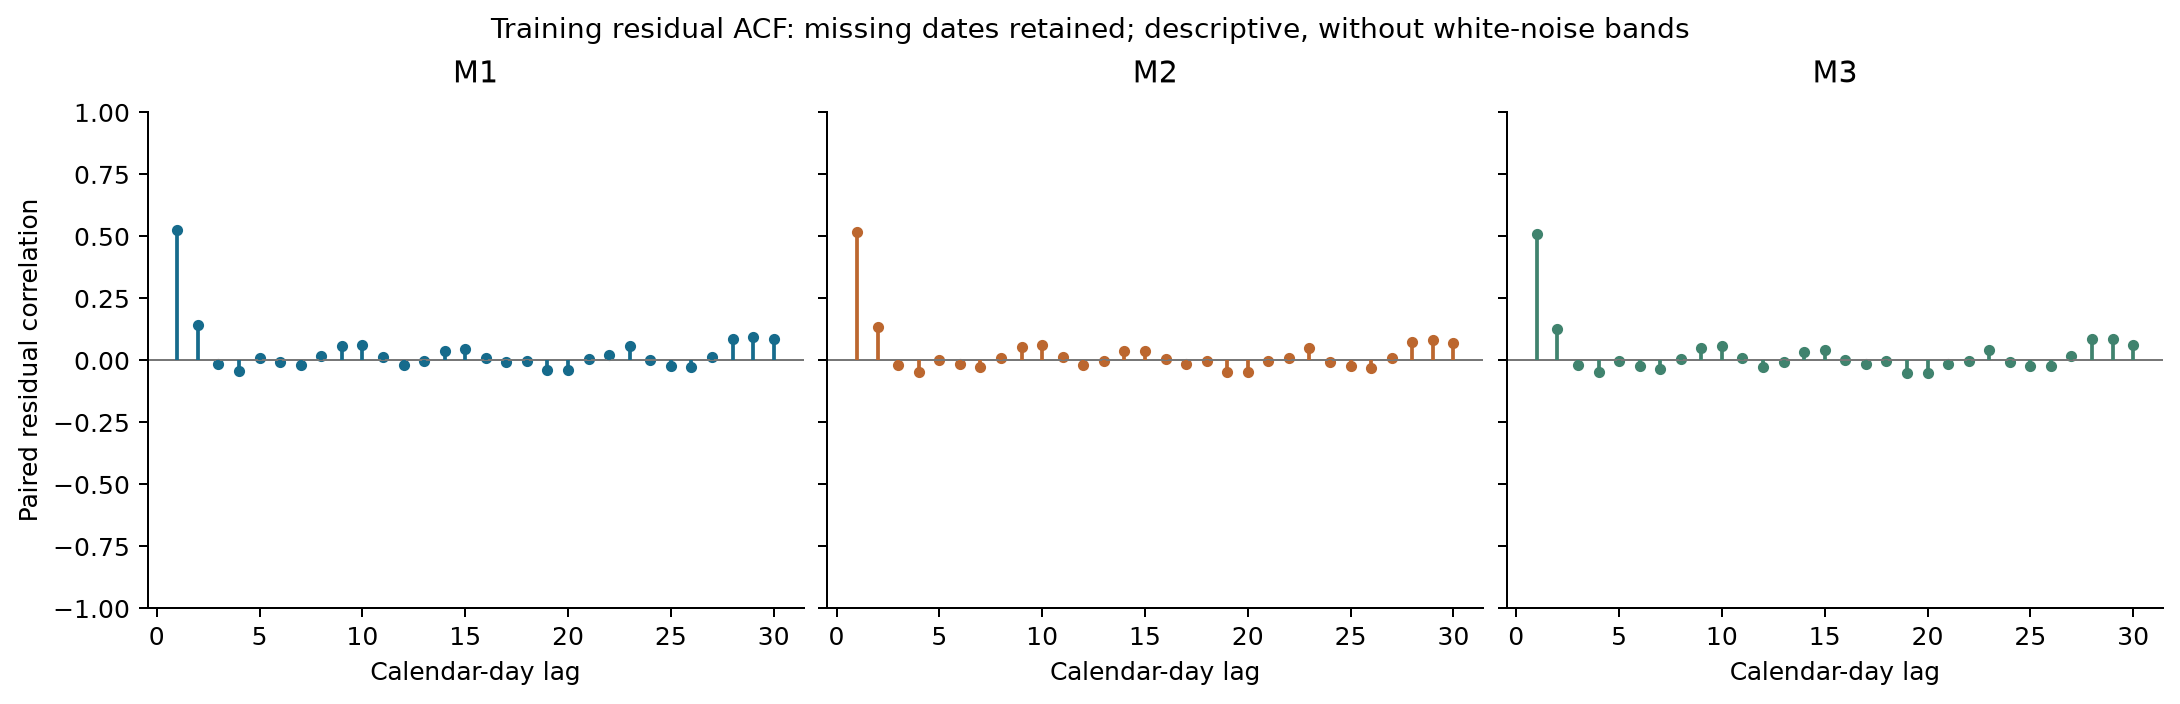 Training residual ACF: missing dates retained; descriptive, without white-noise bands
M1 M2 M3
Paired residual correlation
1.00
0.75
0.50
0.25
0.00
−0.25
−0.50
−0.75
−1.00
0 5 10 15 20 25 30
0 5 10 15 20 25 30
0 5 10 15 20 25 30
Calendar-day lag
Calendar-day lag
Calendar-day lag